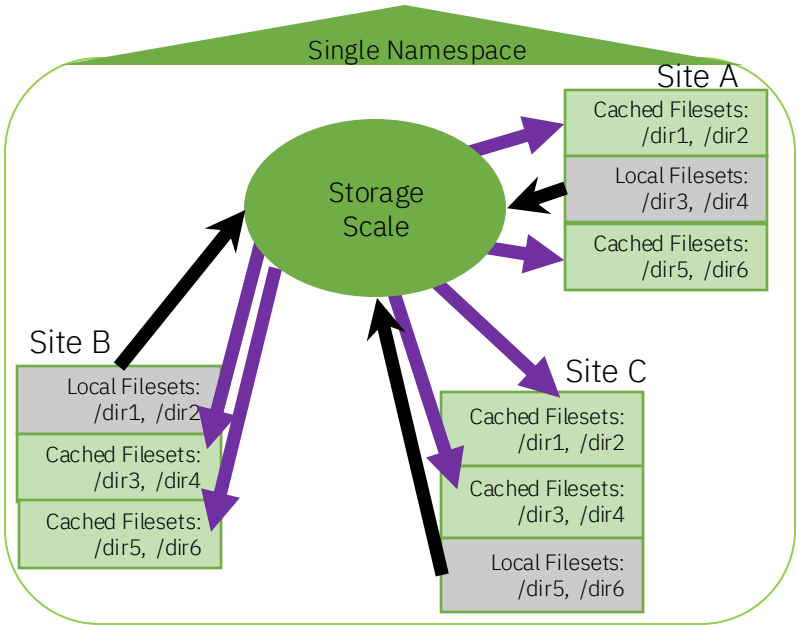 Single Namespace
Site A
Cached Filesets:
/dir1, /dir2
Local Filesets:
/dir3, /dir4
Cached Filesets:
/dir5, /dir6
Storage
Scale
Site B
Local Filesets:
/dir1, /dir2
Cached Filesets:
/dir3, /dir4
Cached Filesets:
/dir5, /dir6
Site C
Cached Filesets:
/dir1, /dir2
Cached Filesets:
/dir3, /dir4
Local Filesets:
/dir5, /dir6